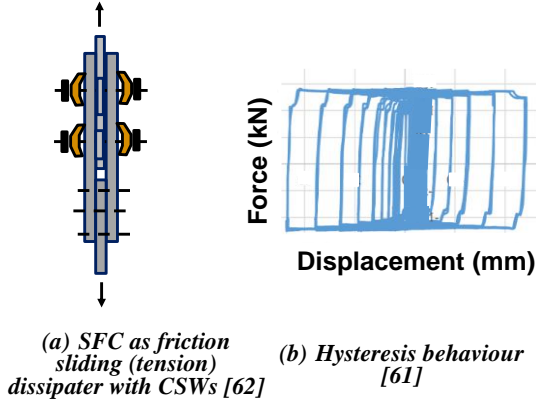 Force (kN)
Displacement (mm)
(a) SFC as friction
sliding (tension)
dissipater with CSWs [62]
(b) Hysteresis behaviour
[61]